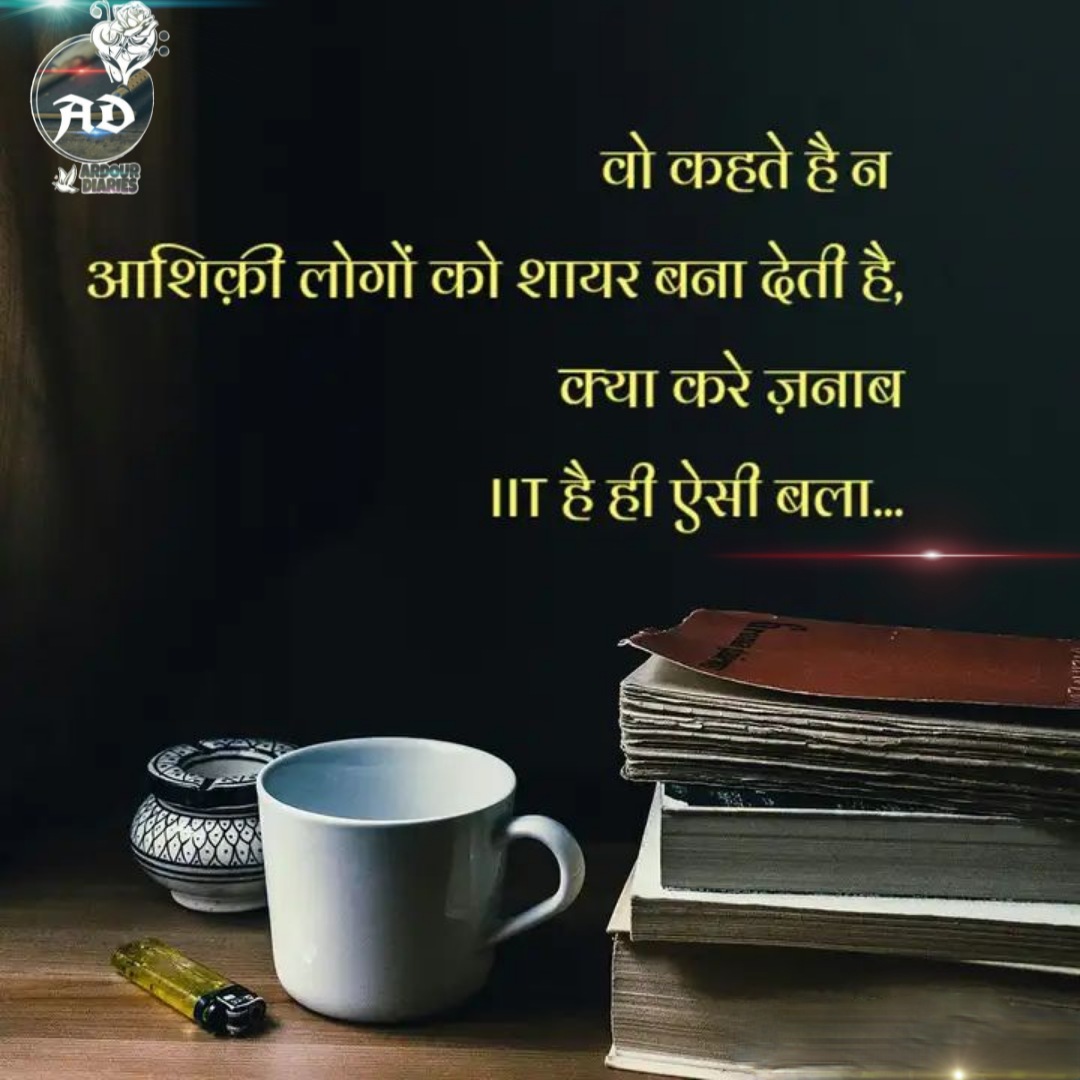 AD
ARDOUR
DIARIES
वो कहते है न
आशिक़ी लोगों को शायर बना देती है,
क्या करे ज़नाब
IIT है ही ऐसी बला...